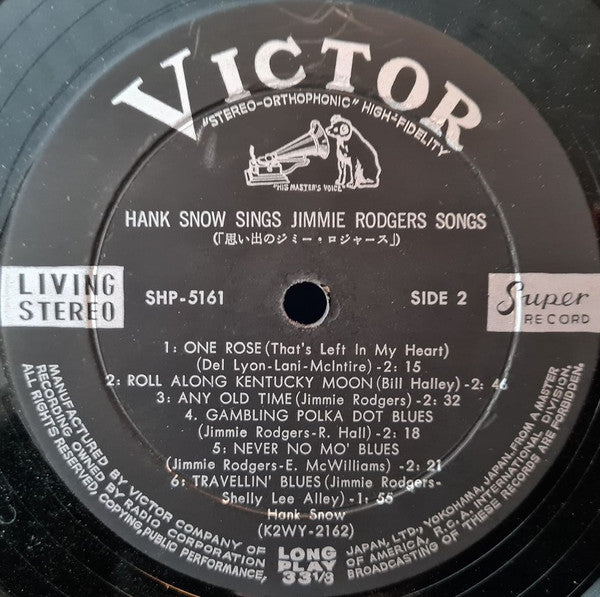 VICTOR
"STEREO-ORTHOPHONIC" HIGH-FIDELITY
"HIS MASTER'S VOICE"
HANK SNOW SINGS JIMMIE RODGERS SONGS
(「思い出のジミー・ロジャース」)
LIVING
STEREO
SHP-5161
SIDE 2
Super
RECORD
1: ONE ROSE (That's Left In My Heart)
(Del Lyon-Lani-McIntire) -2: 15
2: ROLL ALONG KENTUCKY MOON (Bill Halley) -2: 46
3: ANY OLD TIME (Jimmie Rodgers) -2: 32
4. GAMBLING POLKA DOT BLUES
(Jimmie Rodgers-R. Hall) -2: 18
5: NEVER NO MO' BLUES
(Jimmie Rodgers-E. McWilliams) -2: 21
6: TRAVELLIN' BLUES (Jimmie Rodgers-
Shelly Lee Alley) -1: 55
Hank Snow
(K2WY-2162)
LONG
PLAY
33 1/3
MANUFACTURED BY VICTOR COMPANY OF JAPAN, LTD., YOKOHAMA, JAPAN, FROM A MASTER
RECORDING OWNED BY RADIO CORPORATION OF AMERICA, R.C.A. INTERNATIONAL DIVISION.
ALL RIGHTS RESERVED, COPYING, PUBLIC PERFORMANCE, BROADCASTING OF THESE RECORDS ARE FORBIDDEN.